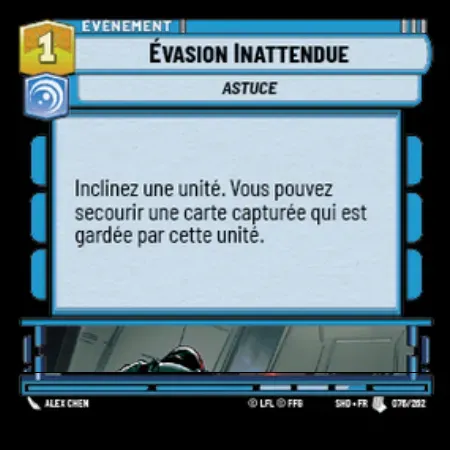 ÉVÉNEMENT
1
ÉVASION INATTENDUE
ASTUCE
Inclinez une unité. Vous pouvez
secourir une carte capturée qui est
gardée par cette unité.
ALEX CHEN
© LFL © FFG
SHD • FR
076/262